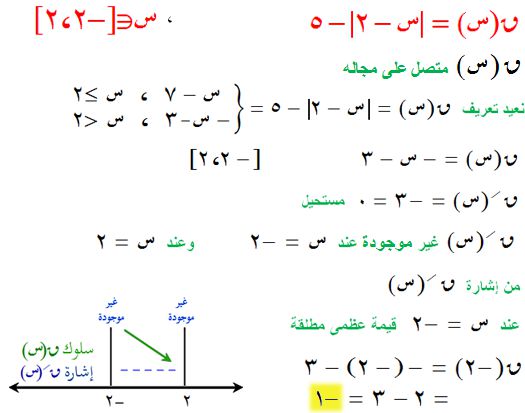 ق(س) = |س - ٢| - ٥ ، س ∈ [-٢،٢]
ق(س) متصل على مجاله
نعيد تعريف ق(س) = |س - ٢| - ٥ = { س - ٧ ، س ≥ ٢
- س - ٣ ، س < ٢
ق(س) = - س - ٣ [-٢،٢]
قَ(س) = - ٣ = ٠ مستحيل
قَ(س) غير موجودة عند س = -٢ وعند س = ٢
من إشارة قَ(س)
عند س = -٢ قيمة عظمى مطلقة
ق(-٢) = -(-٢) - ٣
= ٢ - ٣ = -١
غير موجودة غير موجودة
سلوك ق(س)
إشارة قَ(س)
-٢ ٢